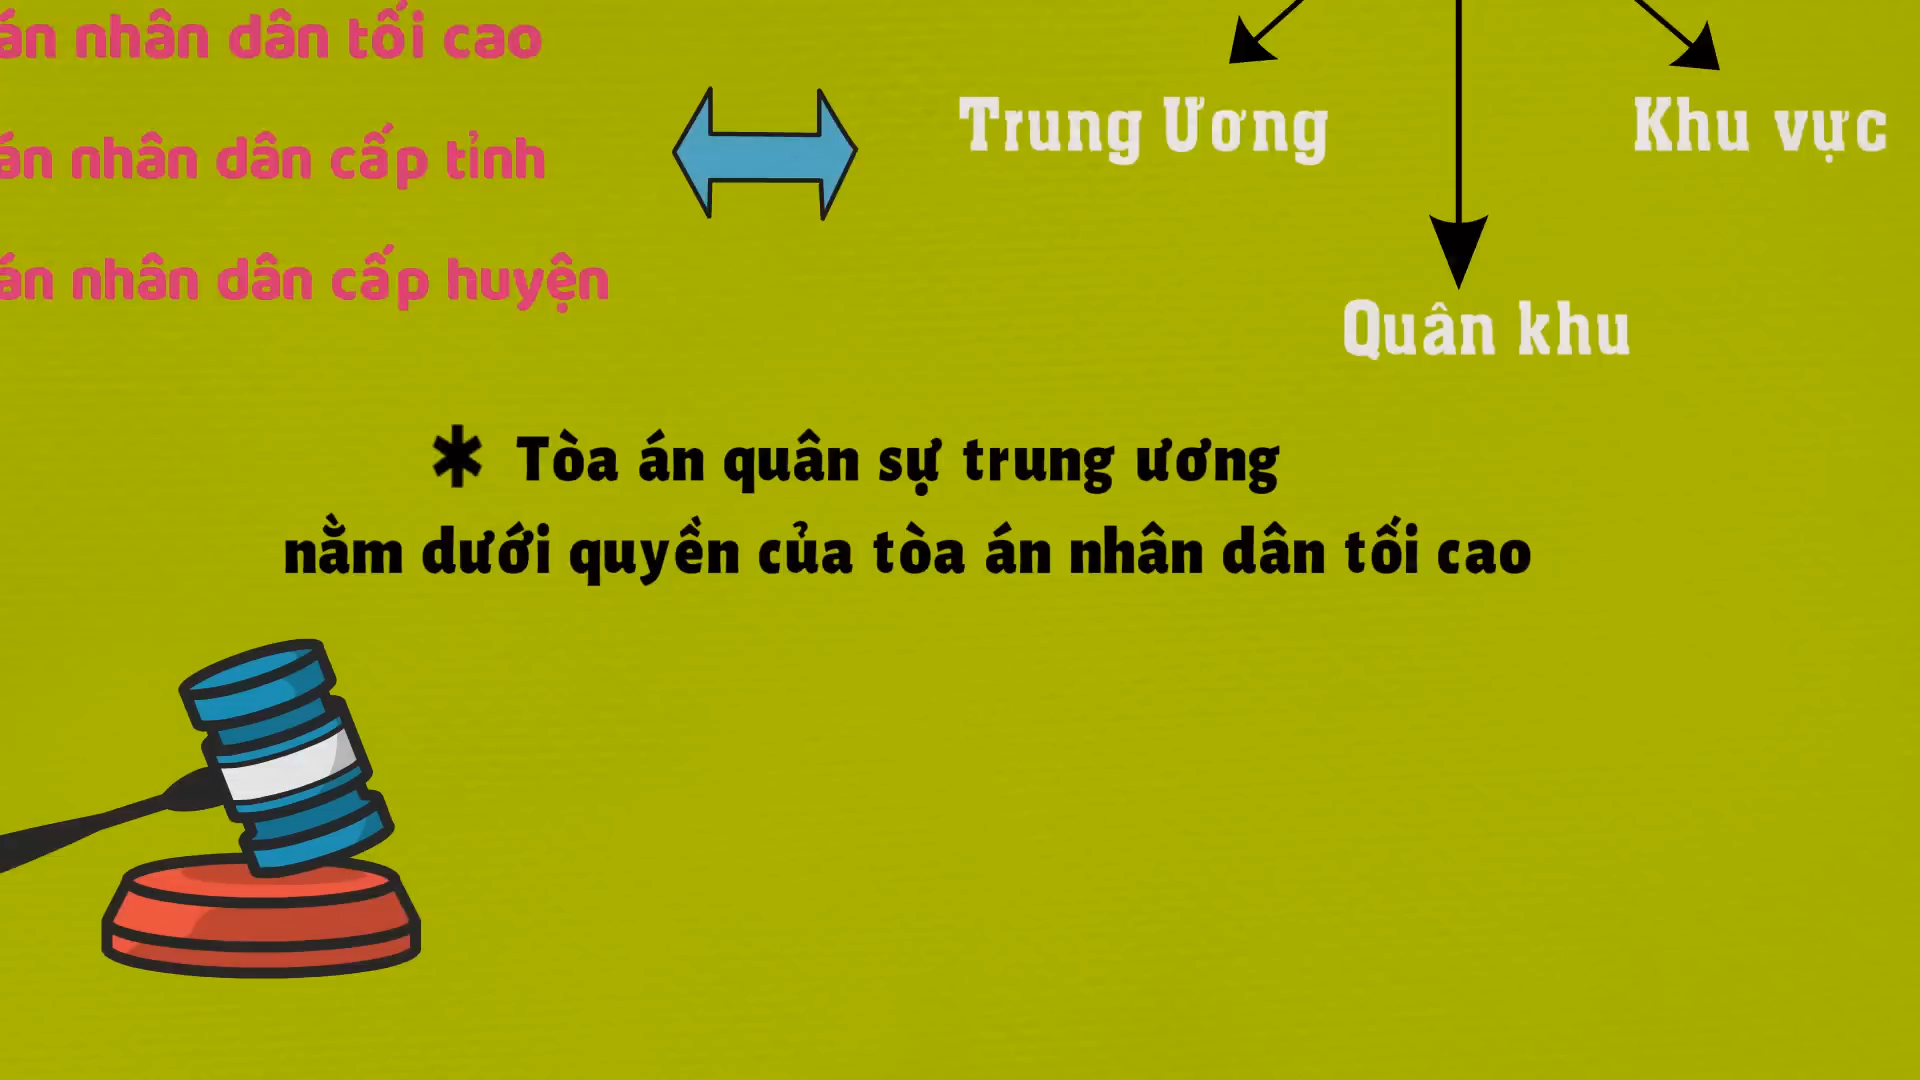 án nhân dân tối cao
án nhân dân cấp tỉnh
án nhân dân cấp huyện
Trung Ương
Khu vực
Quân khu
* Tòa án quân sự trung ương
nằm dưới quyền của tòa án nhân dân tối cao